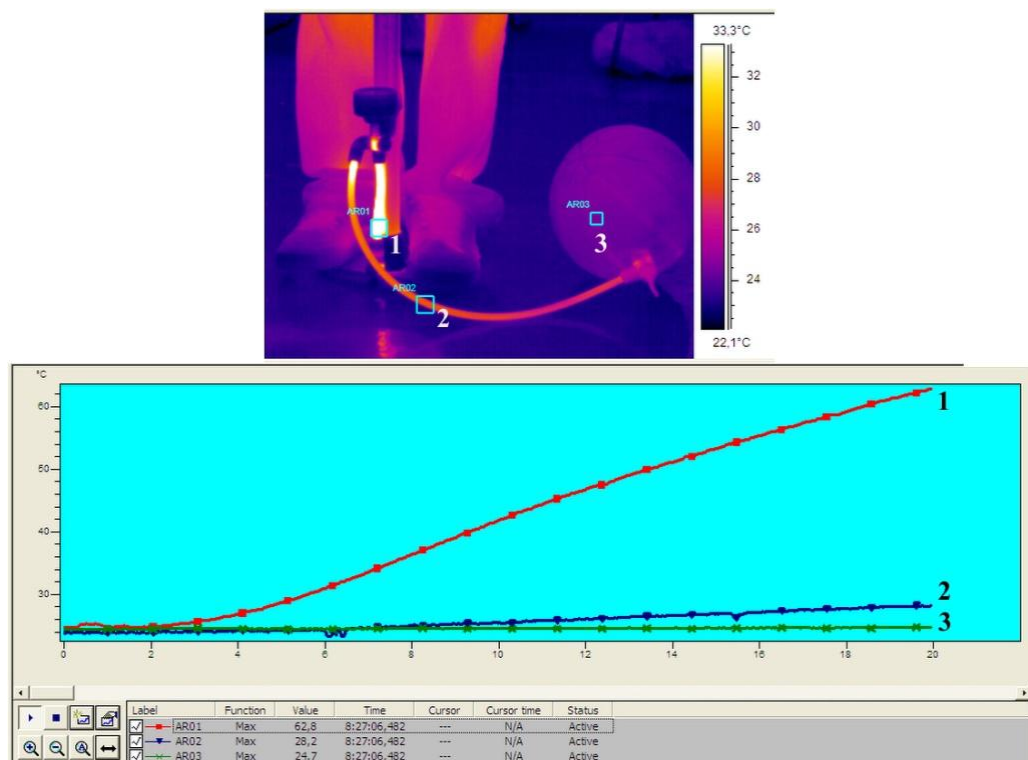 33,3°C
32
AR01
AR03
1
3
30
28
AR02
2
26
24
22,1°C
°C
60
50
40
30
1
2
3
0 2 4 6 8 10 12 14 16 18 20
Label Function Value Time Cursor Cursor time Status
AR01 Max 62,8 8:27:06,482 --- N/A Active
AR02 Max 28,2 8:27:06,482 --- N/A Active
AR03 Max 24,7 8:27:06,482 --- N/A Active
A